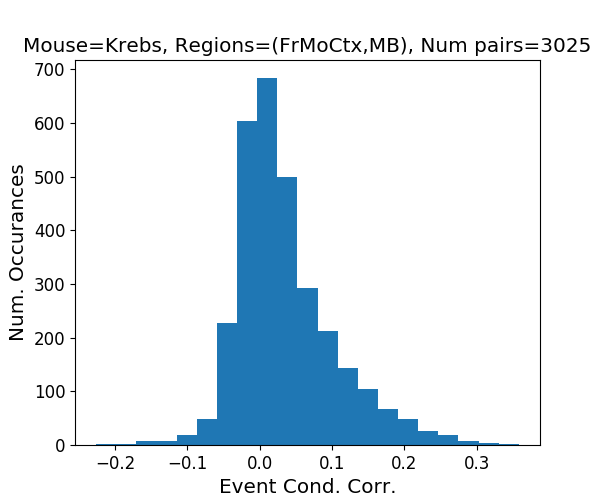 Mouse=Krebs, Regions=(FrMoCtx,MB), Num pairs=3025
700
600
500
400
300
200
100
0
Num. Occurances
−0.2 −0.1 0.0 0.1 0.2 0.3
Event Cond. Corr.